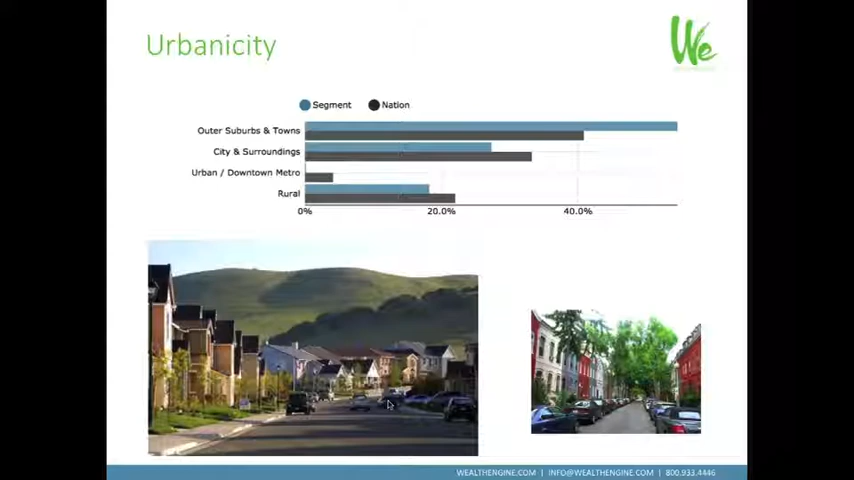 Urbanicity
We
Segment
Nation
Outer Suburbs & Towns
City & Surroundings
Urban / Downtown Metro
Rural
0%
20.0%
40.0%
WEALTHENGINE.COM | INFO@WEALTHENGINE.COM | 800.933.4446